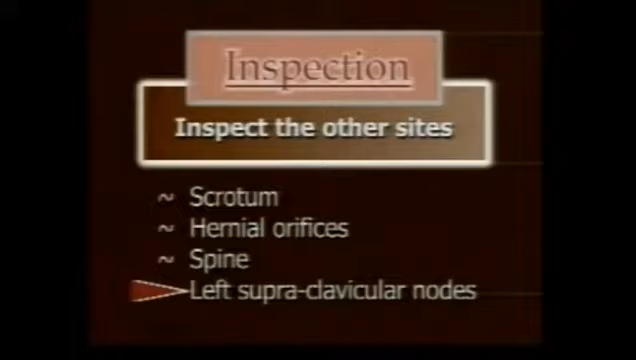 Inspection
Inspect the other sites
~ Scrotum
~ Hernial orifices
~ Spine
Left supra-clavicular nodes